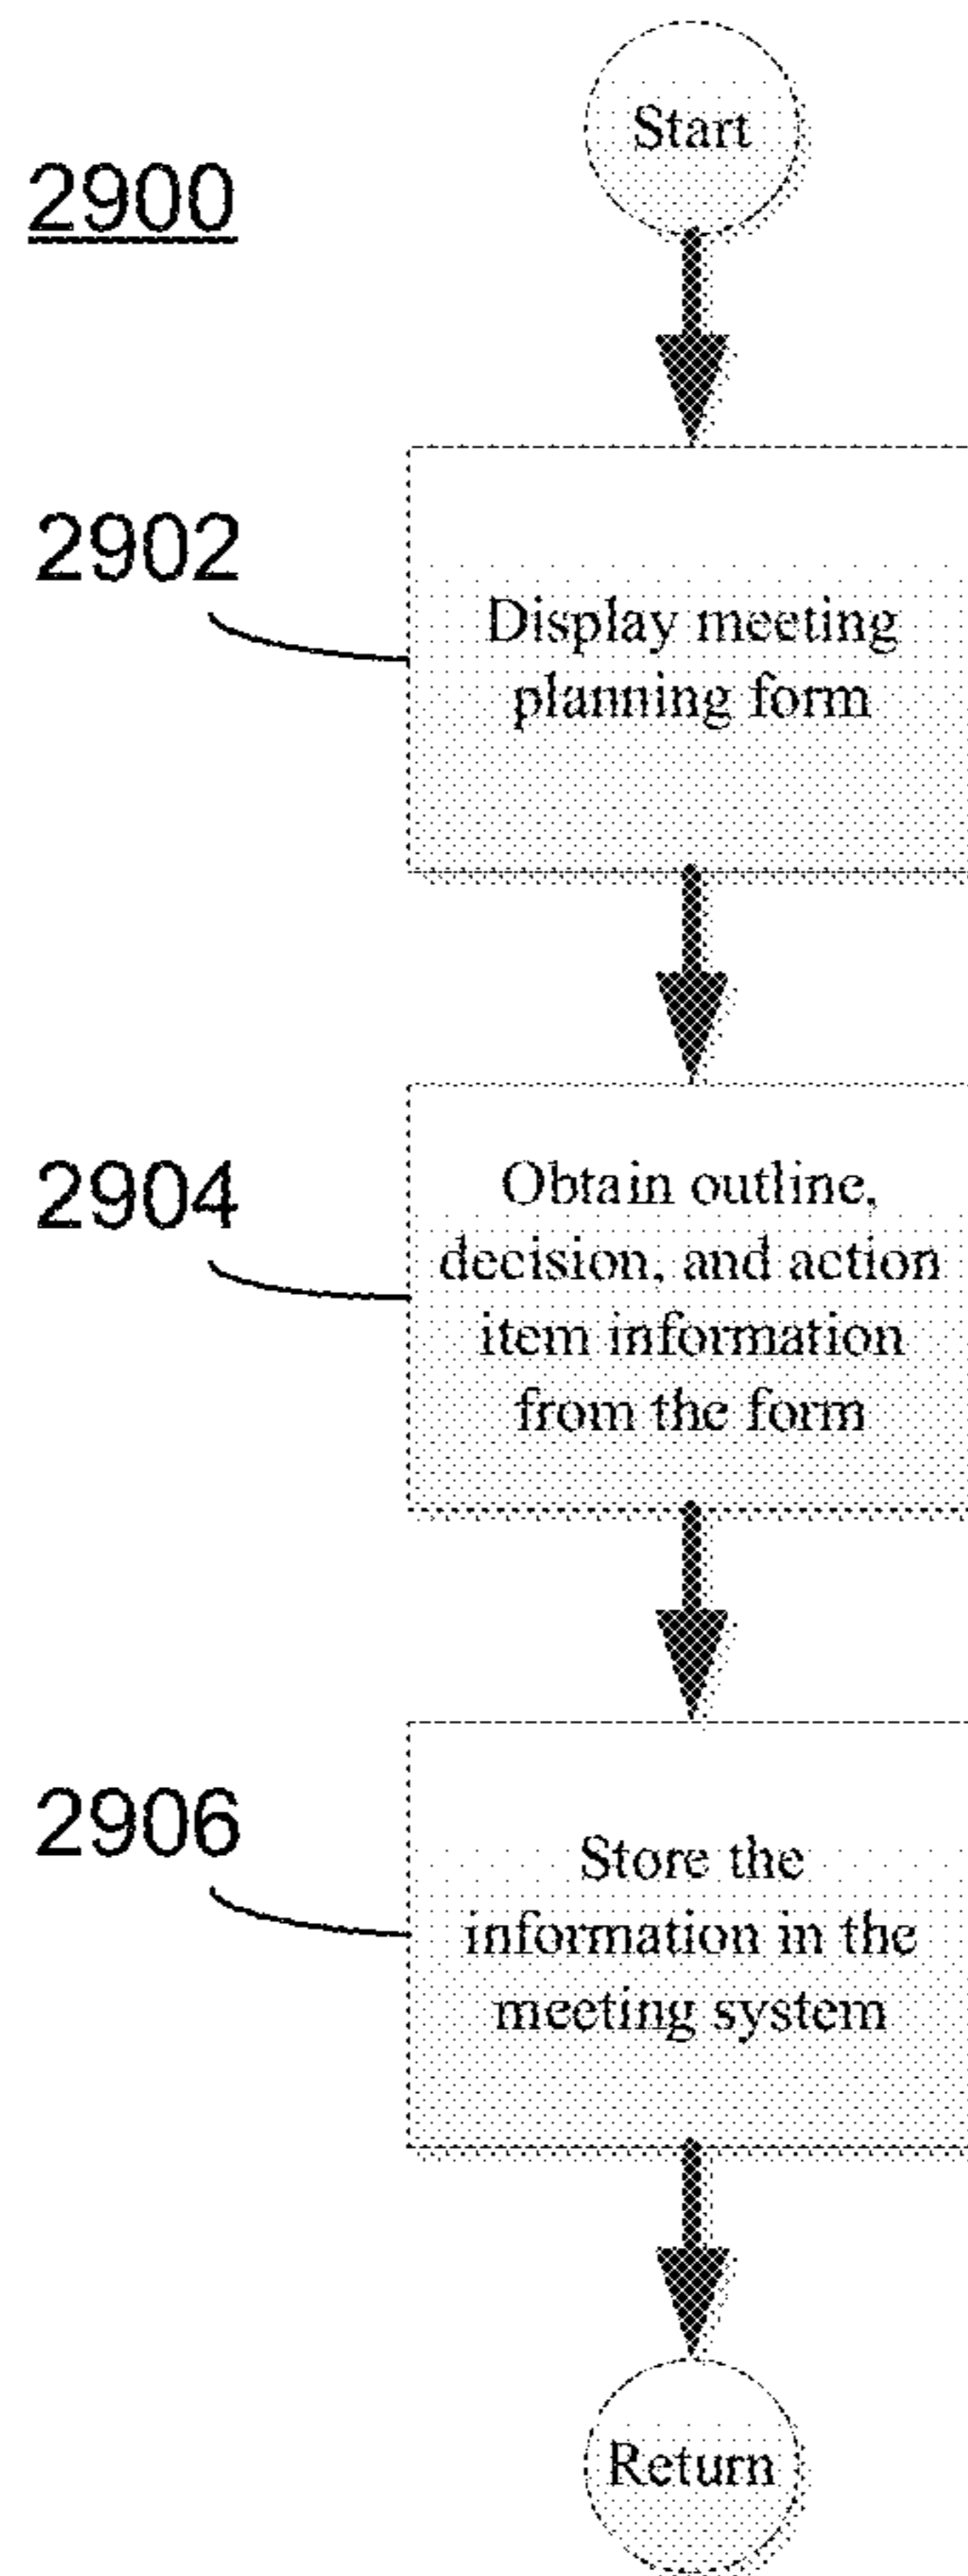 Start
2900
2902
Display meeting
planning form
2904
Obtain outline,
decision, and action
item information
from the form
2906
Store the
information in the
meeting system
Return